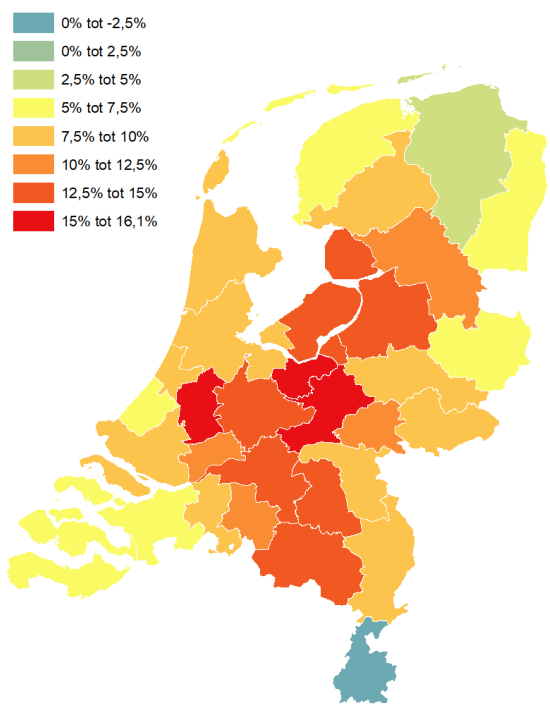 0% tot -2,5%
0% tot 2,5%
2,5% tot 5%
5% tot 7,5%
7,5% tot 10%
10% tot 12,5%
12,5% tot 15%
15% tot 16,1%